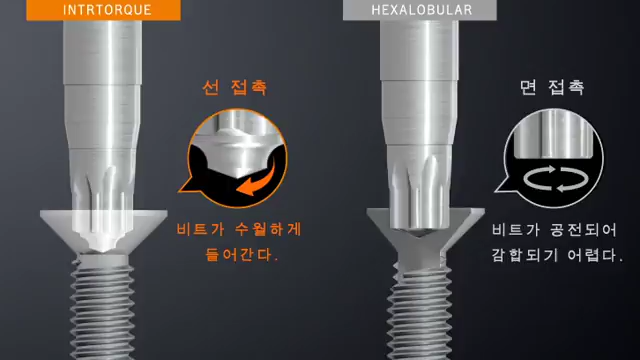 INTRTORQUE
HEXALOBULAR
선 접촉
비트가 수월하게
들어간다.
면 접촉
비트가 공전되어
감합되기 어렵다.